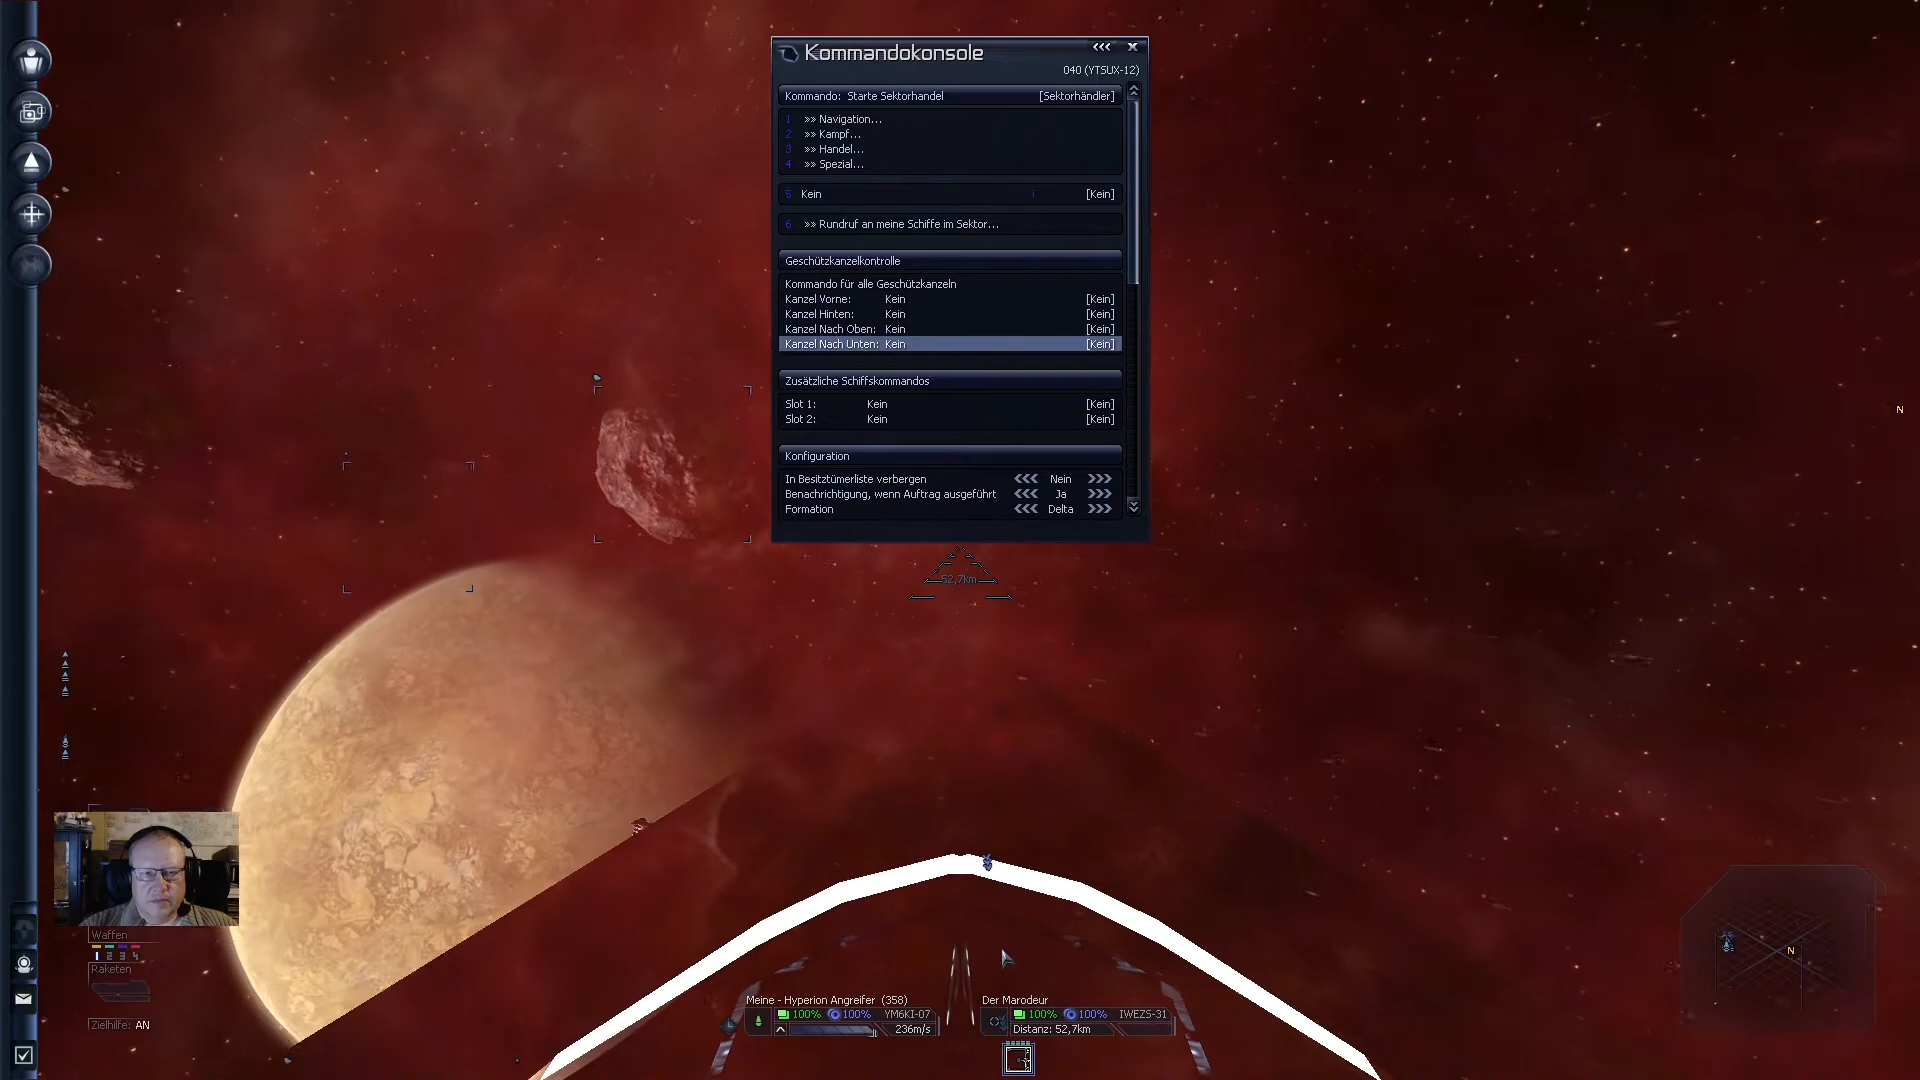 Kommandokonsole
040 (YTSUX-12)
Kommando: Starte Sektorhandel [Sektorhändler]
1 >> Navigation...
2 >> Kampf...
3 >> Handel...
4 >> Spezial...
5 Kein i [Kein]
6 >> Rundruf an meine Schiffe im Sektor...
Geschützkanzelkontrolle
Kommando für alle Geschützkanzeln
Kanzel Vorne: Kein [Kein]
Kanzel Hinten: Kein [Kein]
Kanzel Nach Oben: Kein [Kein]
Kanzel Nach Unten: Kein [Kein]
Zusätzliche Schiffskommandos
Slot 1: Kein [Kein]
Slot 2: Kein [Kein]
Konfiguration
In Besitztümerliste verbergen <<< Nein >>>
Benachrichtigung, wenn Auftrag ausgeführt <<< Ja >>>
Formation <<< Delta >>>
52,7km
N
Waffen
1 2 3 4
Raketen
Zielhilfe: AN
Meine - Hyperion Angreifer (358)
100% 100% YM6KI-07
236m/s
Der Marodeur
100% 100% IWEZS-31
Distanz: 52,7km
N